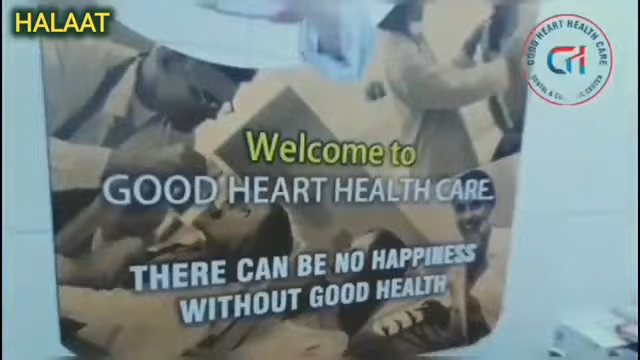 HALAAT
GOOD HEART HEALTH CARE
Welcome to
GOOD HEART HEALTH CARE
THERE CAN BE NO HAPPINESS
WITHOUT GOOD HEALTH